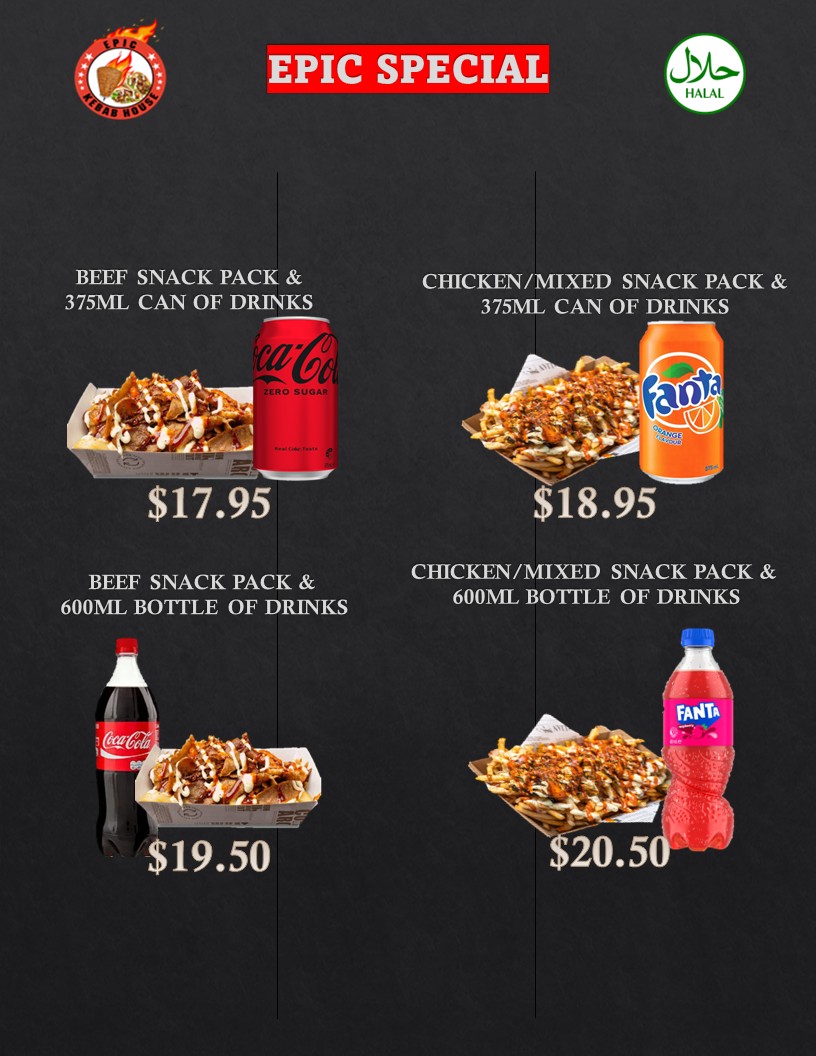 EPIC
KEBAB HOUSE
EPIC SPECIAL
حلال
HALAL
BEEF SNACK PACK &
375ML CAN OF DRINKS
CHICKEN/MIXED SNACK PACK &
375ML CAN OF DRINKS
Coca-Col
ZERO SUGAR
Fanta
ORANGE
FLAVOUR
$17.95
$18.95
BEEF SNACK PACK &
600ML BOTTLE OF DRINKS
CHICKEN/MIXED SNACK PACK &
600ML BOTTLE OF DRINKS
Coca-Cola
FANTA
$19.50
$20.50